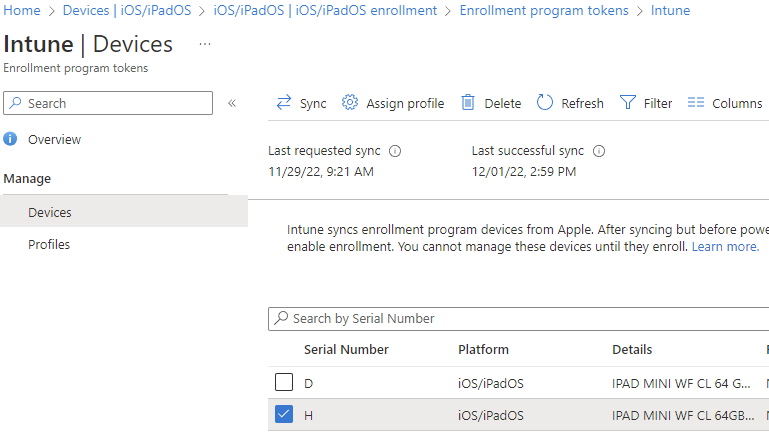 Home > Devices | iOS/iPadOS > iOS/iPadOS | iOS/iPadOS enrollment > Enrollment program tokens > Intune
Intune | Devices ...
Enrollment program tokens
Search «
Sync Assign profile Delete Refresh Filter Columns
Overview
Last requested sync Last successful sync
11/29/22, 9:21 AM 12/01/22, 2:59 PM
Manage
Devices
Profiles
Intune syncs enrollment program devices from Apple. After syncing but before powe
enable enrollment. You cannot manage these devices until they enroll. Learn more.
Search by Serial Number
Serial Number Platform Details
D iOS/iPadOS IPAD MINI WF CL 64 G...
H iOS/iPadOS IPAD MINI WF CL 64GB...